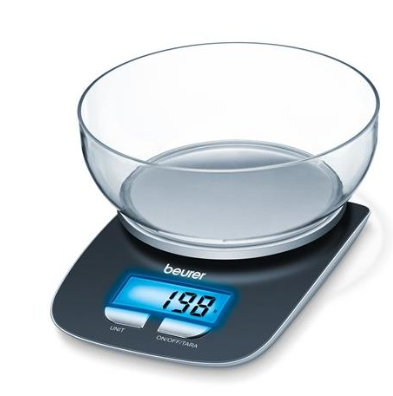 beurer
198
UNIT
ON/OFF/TARA